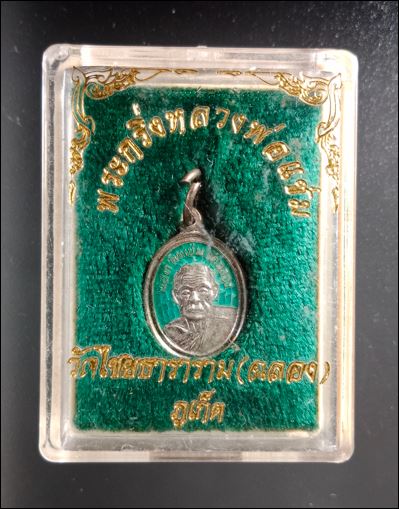 พระกริ่งหลวงพ่อแช่ม
วัดไชยธาราราม(ฉลอง)
ภูเก็ต